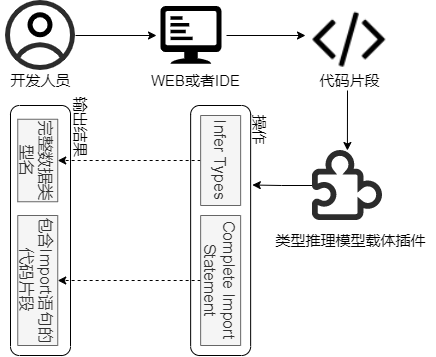 开发人员
WEB或者IDE
代码片段
类型推理模型载体插件
操作
Infer Types
Complete Import
Statement
输出结果
完整数据类
型名
包含Import语句的
代码片段